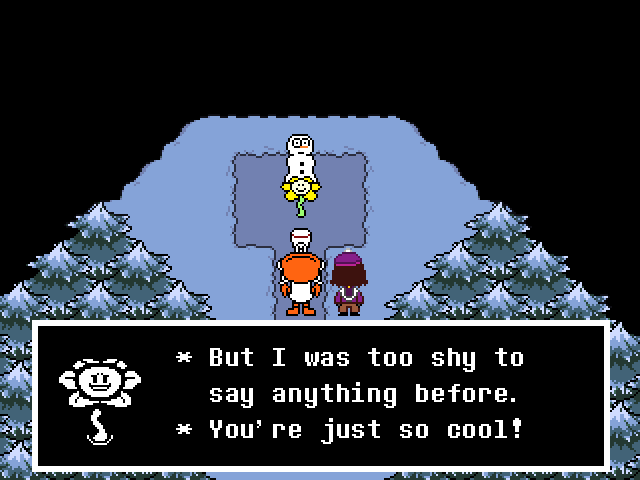 * But I was too shy to
say anything before.
* You're just so cool!